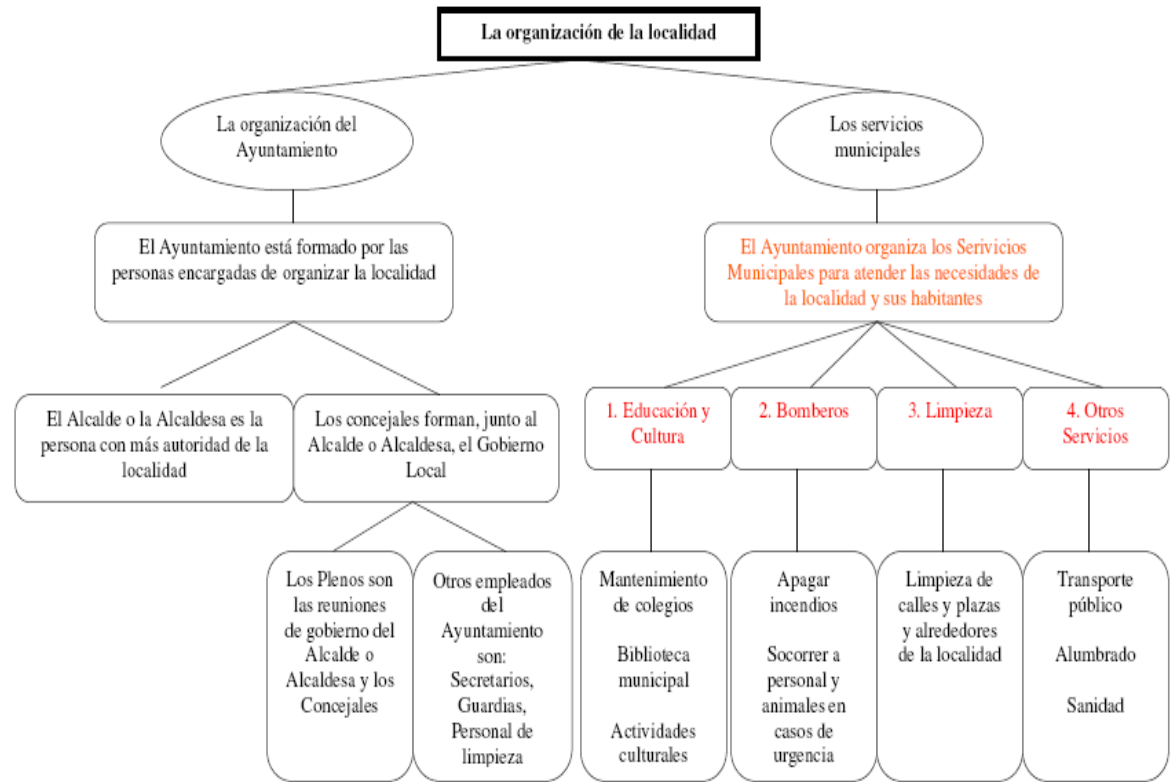 La organización de la localidad
La organización del
Ayuntamiento
Los servicios
municipales
El Ayuntamiento está formado por las
personas encargadas de organizar la localidad
El Ayuntamiento organiza los Serivicios
Municipales para atender las necesidades de
la localidad y sus habitantes
El Alcalde o la Alcaldesa es la
persona con más autoridad de la
localidad
Los concejales forman, junto al
Alcalde o Alcaldesa, el Gobierno
Local
1. Educación y
Cultura
2. Bomberos
3. Limpieza
4. Otros
Servicios
Los Plenos son
las reuniones
de gobierno del
Alcalde o
Alcaldesa y los
Concejales
Otros empleados
del
Ayuntamiento
son:
Secretarios,
Guardias,
Personal de
limpieza
Mantenimiento
de colegios
Biblioteca
municipal
Actividades
culturales
Apagar
incendios
Socorrer a
personal y
animales en
casos de
urgencia
Limpieza de
calles y plazas
y alrededores
de la localidad
Transporte
público
Alumbrado
Sanidad